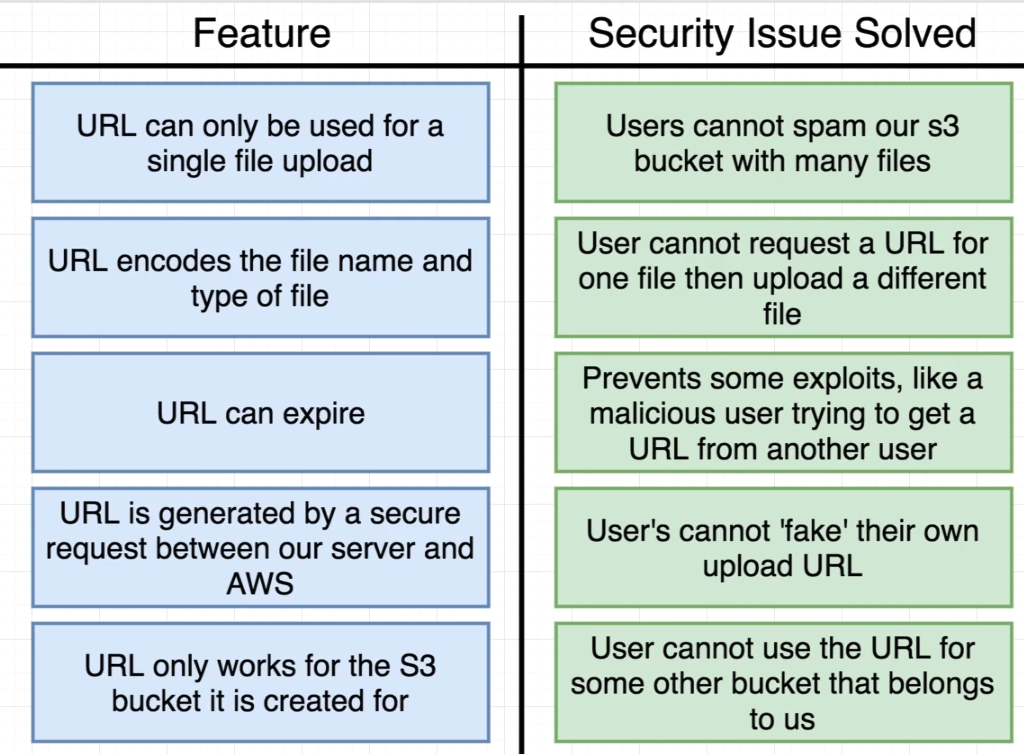 Feature
Security Issue Solved
URL can only be used for a
single file upload
Users cannot spam our s3
bucket with many files
URL encodes the file name and
type of file
User cannot request a URL for
one file then upload a different
file
URL can expire
Prevents some exploits, like a
malicious user trying to get a
URL from another user
URL is generated by a secure
request between our server and
AWS
User's cannot 'fake' their own
upload URL
URL only works for the S3
bucket it is created for
User cannot use the URL for
some other bucket that belongs
to us